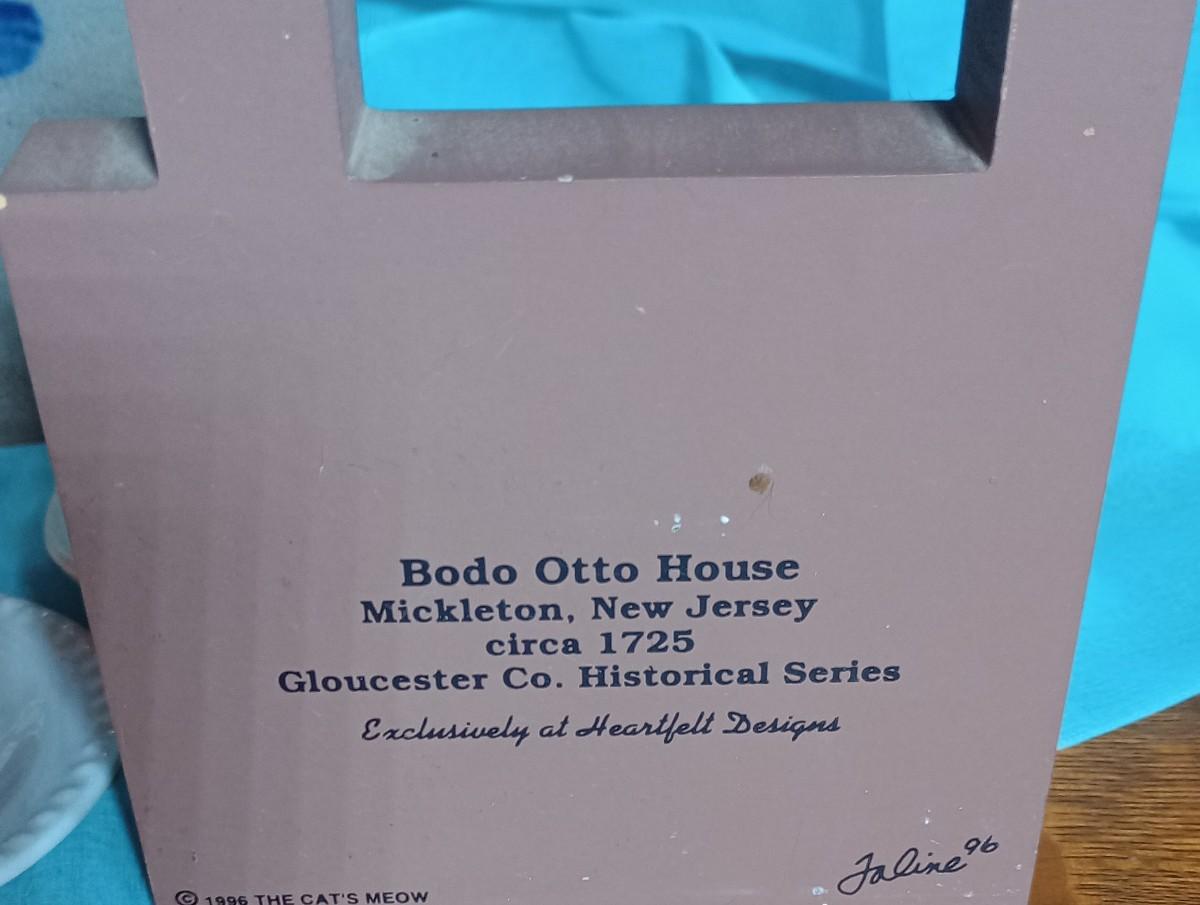 Bodo Otto House
Mickleton, New Jersey
circa 1725
Gloucester Co. Historical Series
Exclusively at Heartfelt Designs
Faline 96
© 1996 THE CAT'S MEOW